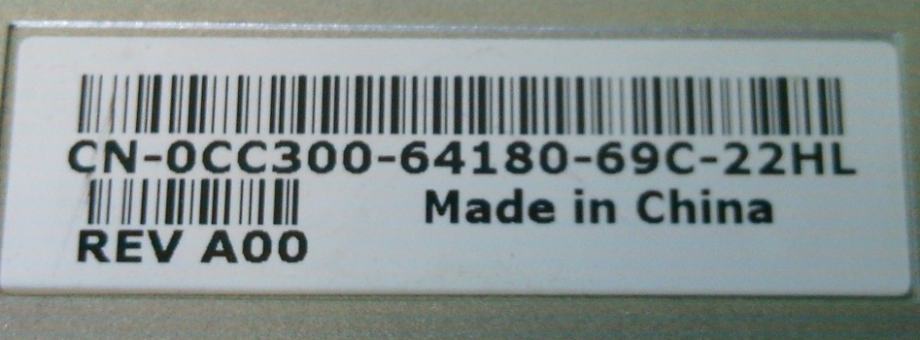 CN-0CC300-64180-69C-22HL
Made in China
REV A00